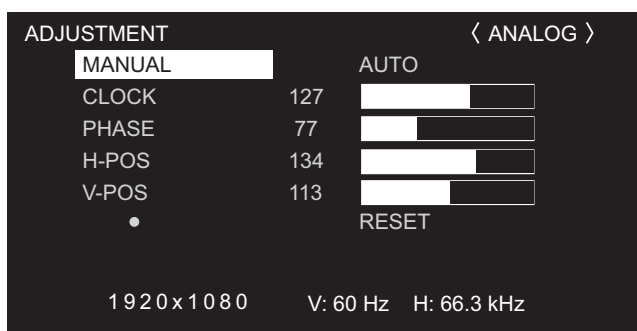 ADJUSTMENT 〈 ANALOG 〉
MANUAL AUTO
CLOCK 127
PHASE 77
H-POS 134
V-POS 113
● RESET
1920x1080 V: 60 Hz H: 66.3 kHz